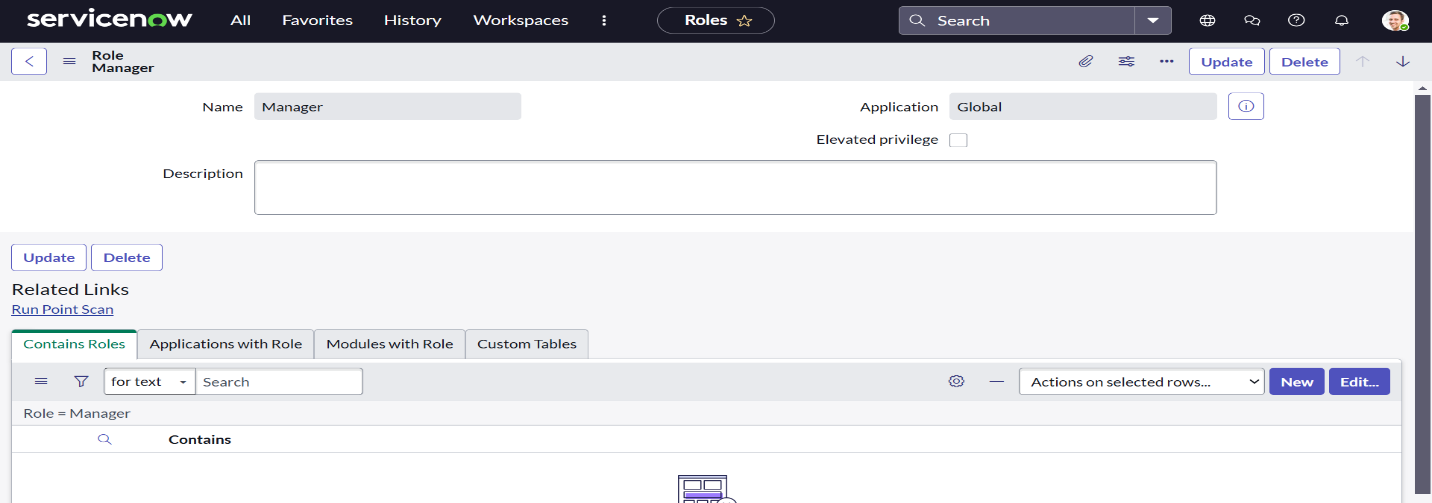 servicenow All Favorites History Workspaces Roles Search
Role
Manager
Update Delete
Name Manager Application Global
Elevated privilege
Description
Update Delete
Related Links
Run Point Scan
Contains Roles Applications with Role Modules with Role Custom Tables
for text Search Actions on selected rows... New Edit...
Role = Manager
Contains